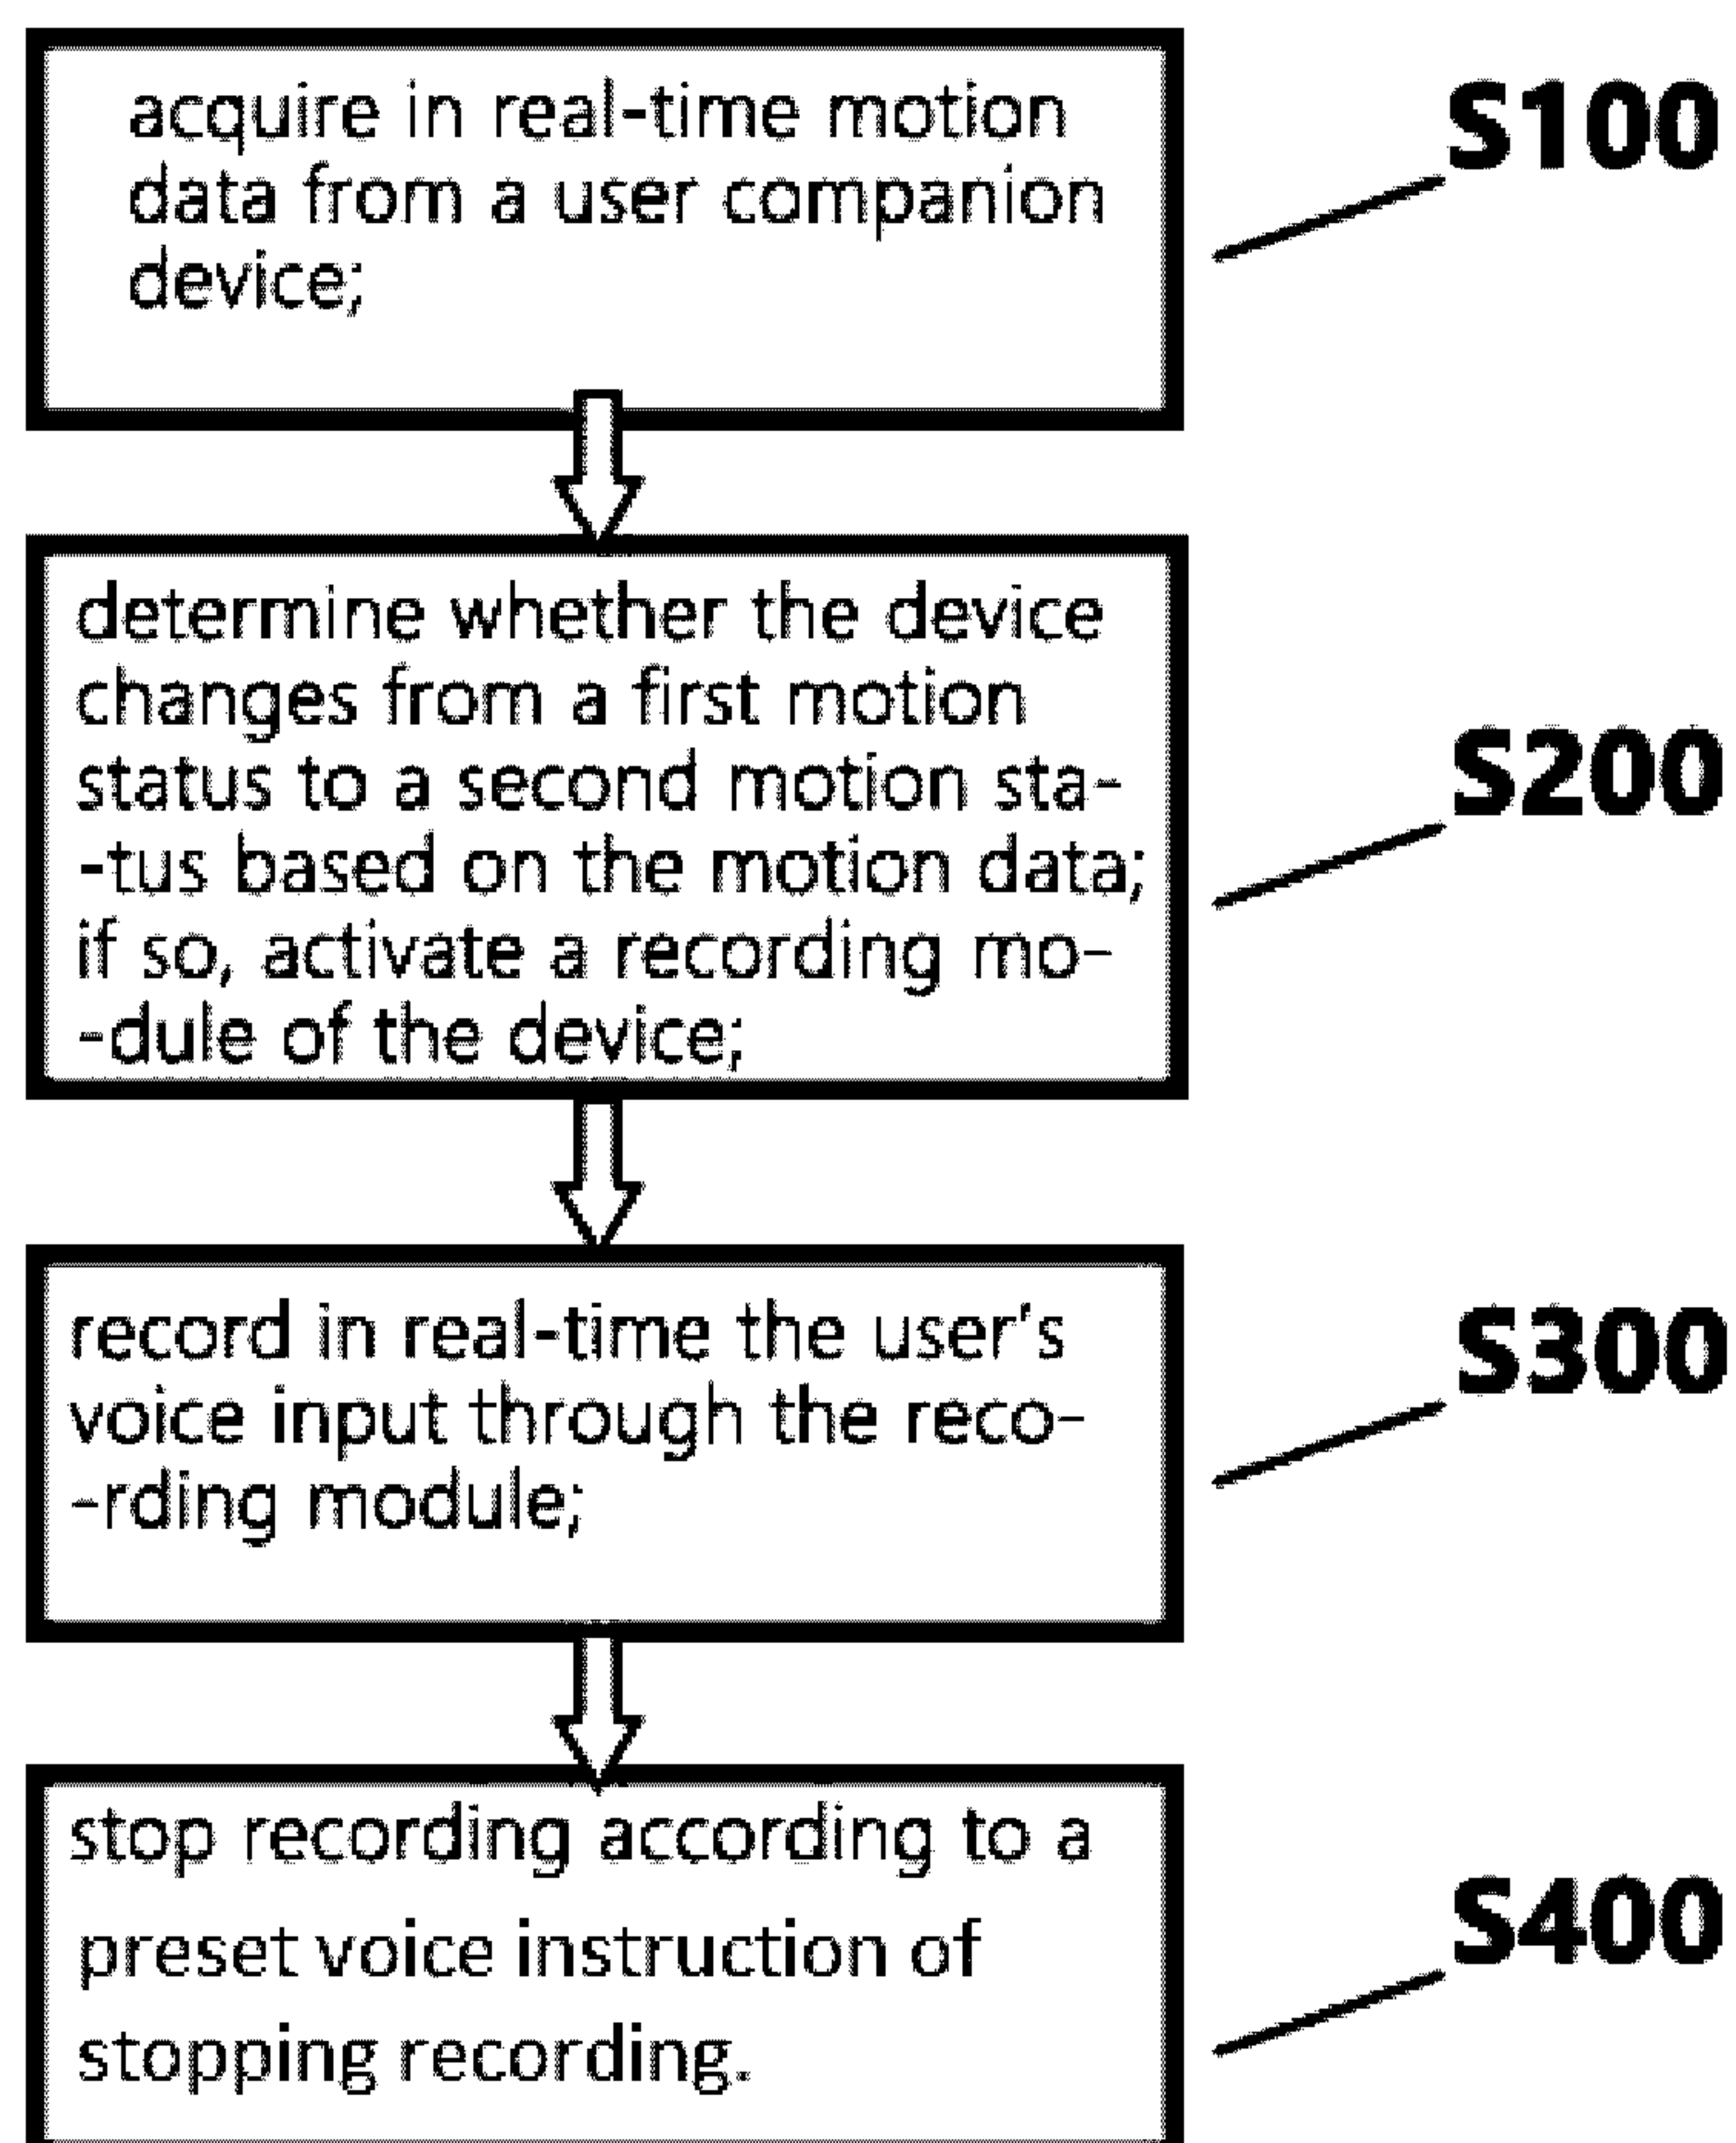 acquire in real-time motion
data from a user companion
device;
S100
determine whether the device
changes from a first motion
status to a second motion sta-
-tus based on the motion data;
if so, activate a recording mo-
-dule of the device;
S200
record in real-time the user's
voice input through the reco-
-rding module;
S300
stop recording according to a
preset voice instruction of
stopping recording.
S400